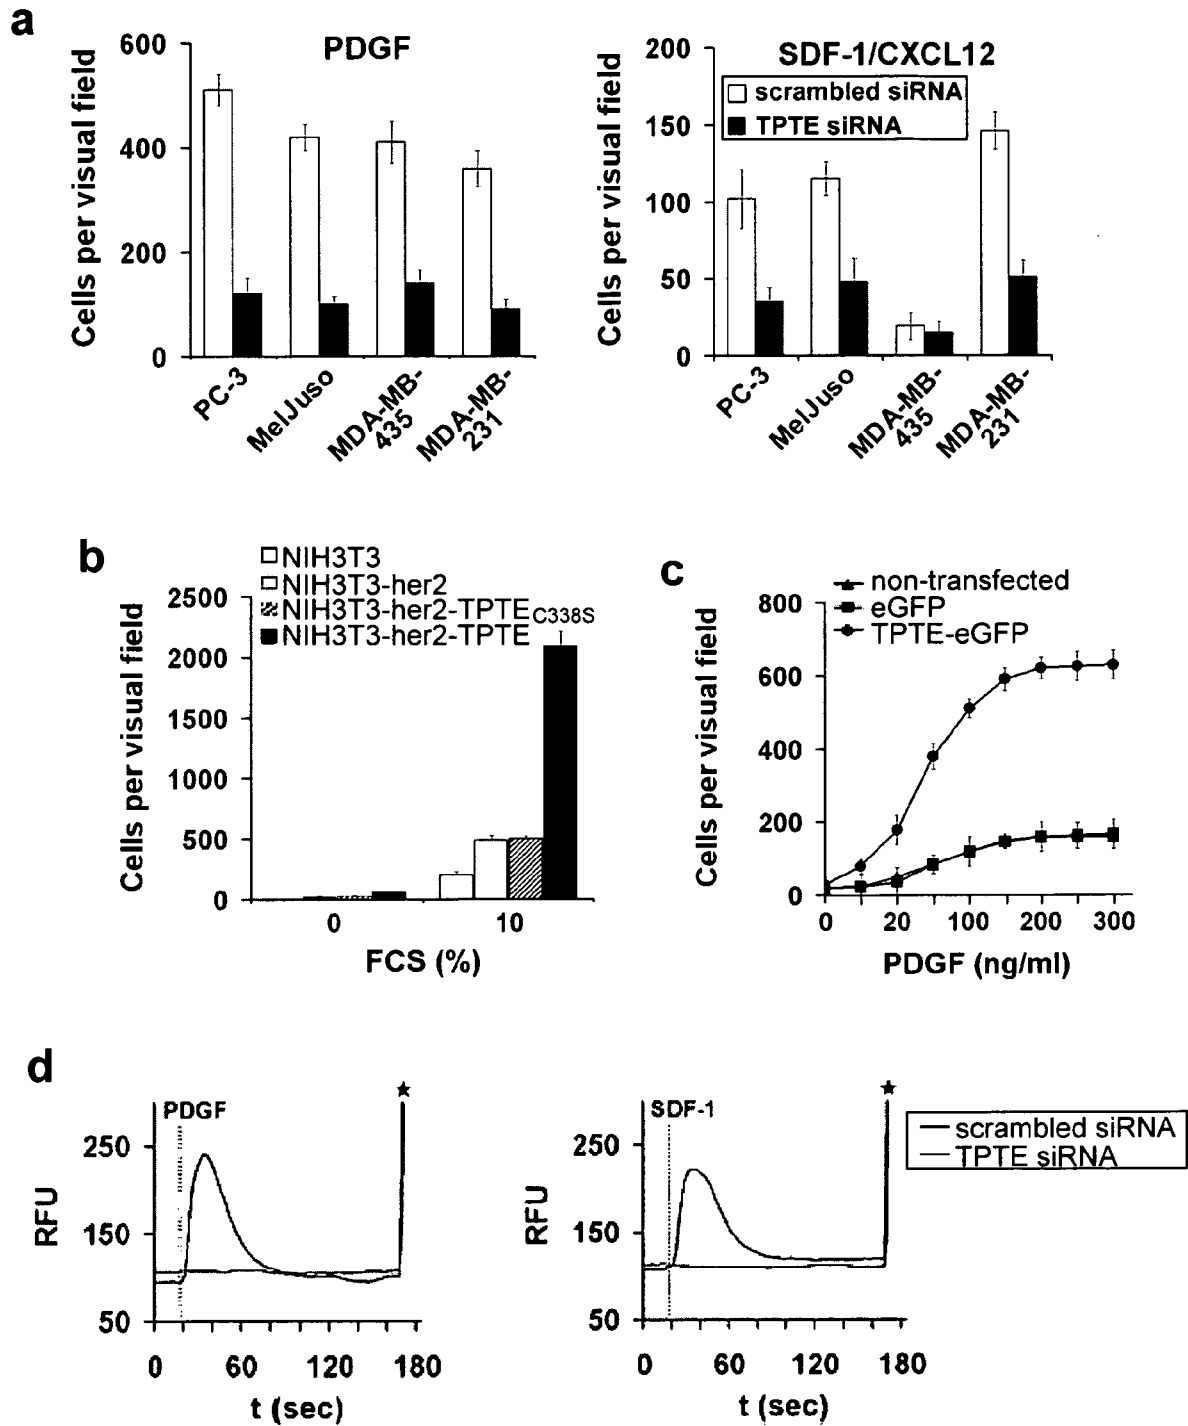 a
PDGF
Cells per visual field
600
400
200
0
PC-3
MelJuso
MDA-MB-
435
MDA-MB-
231
SDF-1/CXCL12
scrambled siRNA
TPTE siRNA
Cells per visual field
200
150
100
50
0
PC-3
MelJuso
MDA-MB-
435
MDA-MB-
231
b
NIH3T3
NIH3T3-her2
NIH3T3-her2-TPTE C338S
NIH3T3-her2-TPTE
Cells per visual field
2500
2000
1500
1000
500
0
0 10
FCS (%)
c
non-transfected
eGFP
TPTE-eGFP
Cells per visual field
800
600
400
200
0
0 20 100 200 300
PDGF (ng/ml)
d
PDGF
RFU
250
150
50
0 60 120 180
t (sec)
SDF-1
RFU
250
150
50
0 60 120 180
t (sec)
scrambled siRNA
TPTE siRNA